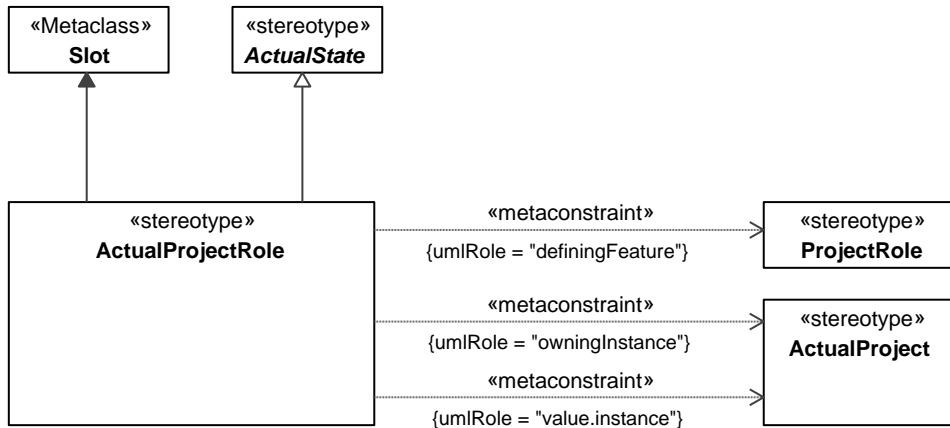 «Metaclass»
Slot
«stereotype»
ActualState
«stereotype»
ActualProjectRole
«metaconstraint»
{umlRole = "definingFeature"}
«stereotype»
ProjectRole
«metaconstraint»
{umlRole = "owningInstance"}
«stereotype»
ActualProject
«metaconstraint»
{umlRole = "value.instance"}